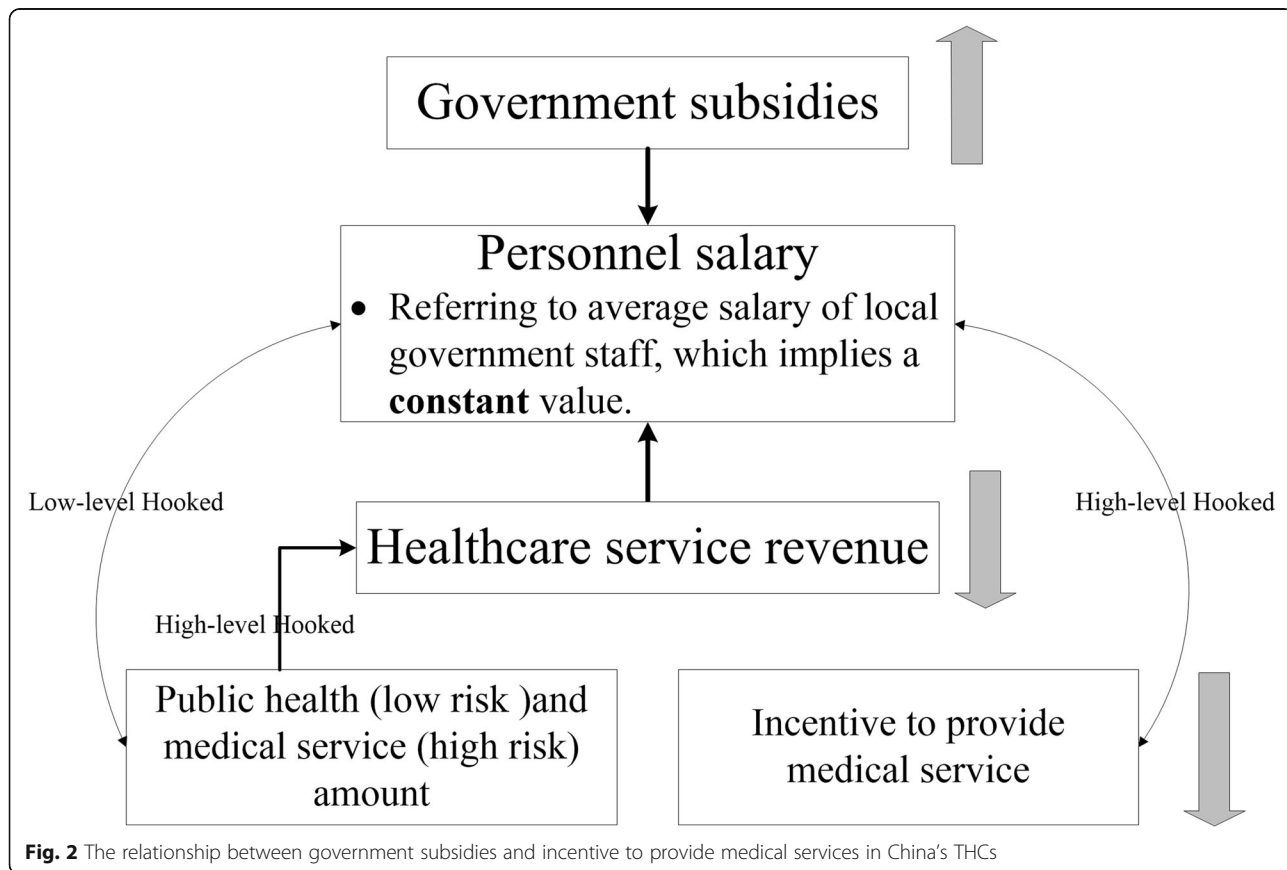 Government subsidies
Personnel salary
• Referring to average salary of local
government staff, which implies a
constant value.
Low-level Hooked
High-level Hooked
Healthcare service revenue
High-level Hooked
Public health (low risk )and
medical service (high risk)
amount
Incentive to provide
medical service
Fig. 2 The relationship between government subsidies and incentive to provide medical services in China's THCs